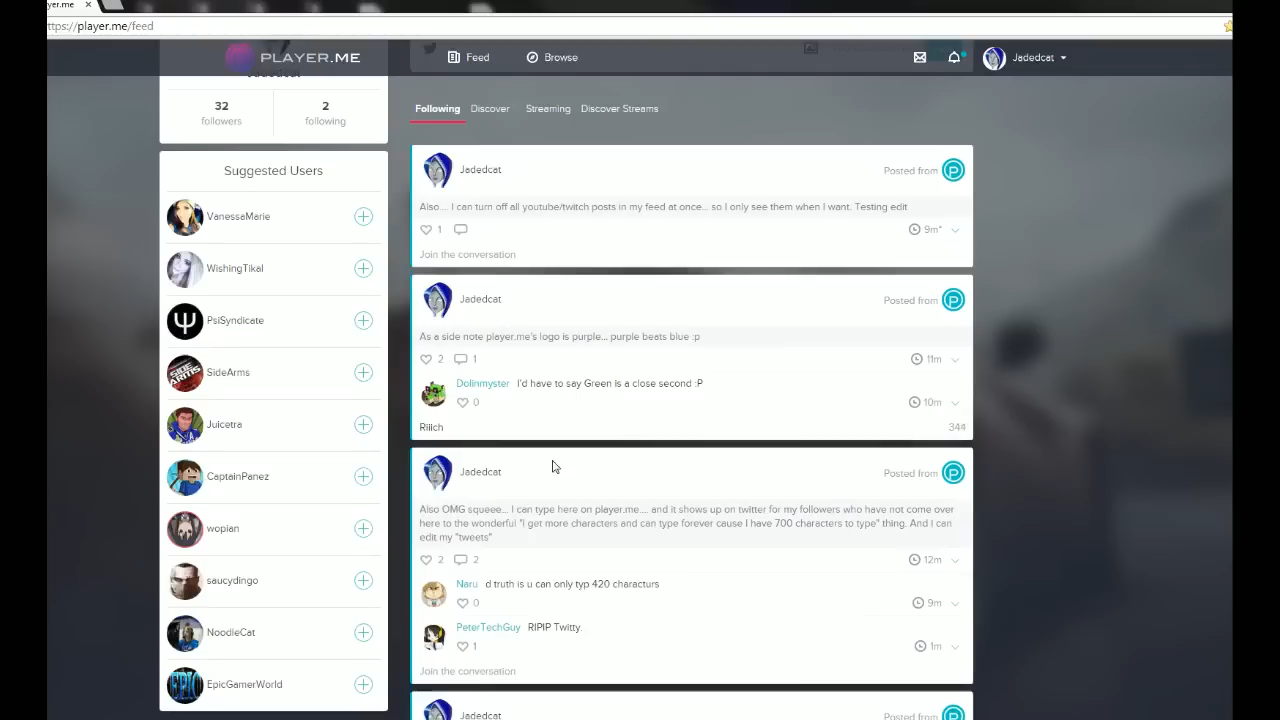 yer.me
ttps://player.me/feed
PLAYER.ME
Feed
Browse
Jadedcat
Jadedcat
32
followers
2
following
Suggested Users
VanessaMarie
WishingTikal
PsiSyndicate
SideArms
Juicetra
CaptainPanez
wopian
saucydingo
NoodleCat
EpicGamerWorld
Following Discover Streaming Discover Streams
Jadedcat
Posted from
Also.... I can turn off all youtube/twitch posts in my feed at once... so I only see them when I want. Testing edit
1
9m*
Join the conversation
Jadedcat
Posted from
As a side note player.me's logo is purple... purple beats blue :p
2 1
11m
Dolinmyster I'd have to say Green is a close second :P
0
10m
Riiich
344
Jadedcat
Posted from
Also OMG squeee... I can type here on player.me.... and it shows up on twitter for my followers who have not come over
here to the wonderful "I get more characters and can type forever cause I have 700 characters to type" thing. And I can
edit my "tweets"
2 2
12m
Naru d truth is u can only typ 420 characturs
0
9m
PeterTechGuy RIPIP Twitty.
1
1m
Join the conversation
Jadedcat
Posted from